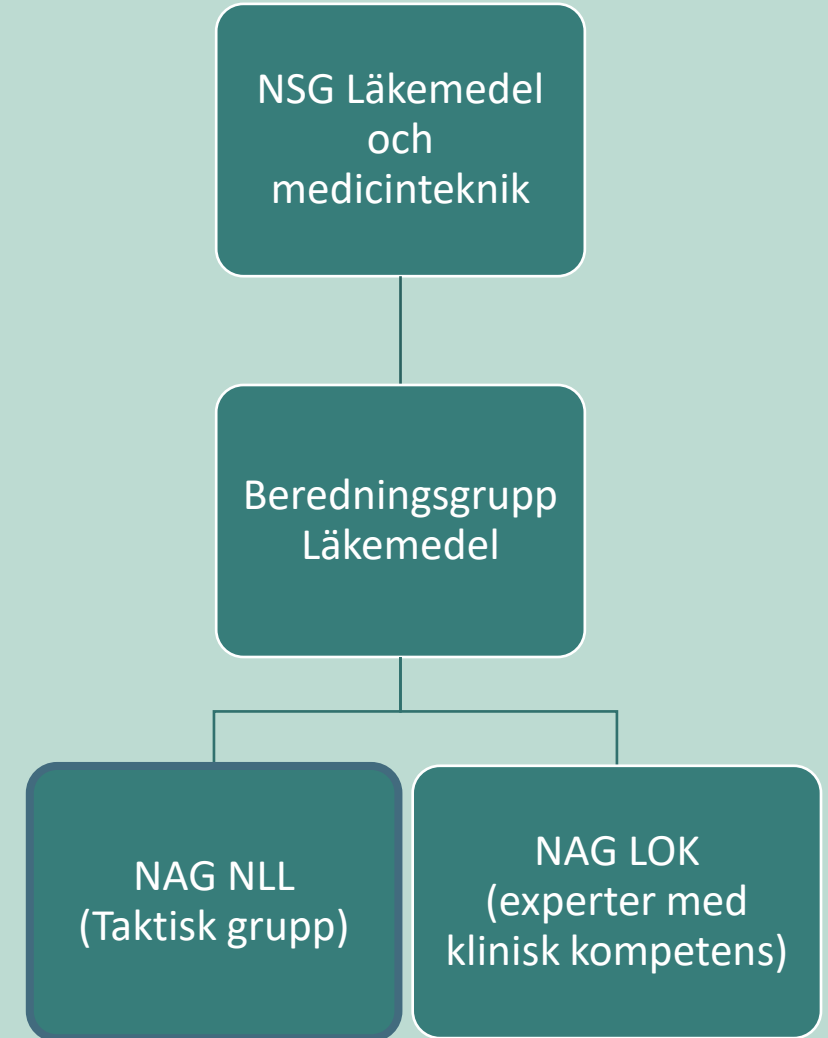 NSG Läkemedel
och
medicinteknik
Beredningsgrupp
Läkemedel
NAG NLL
(Taktisk grupp)
NAG LOK
(experter med
klinisk kompetens)